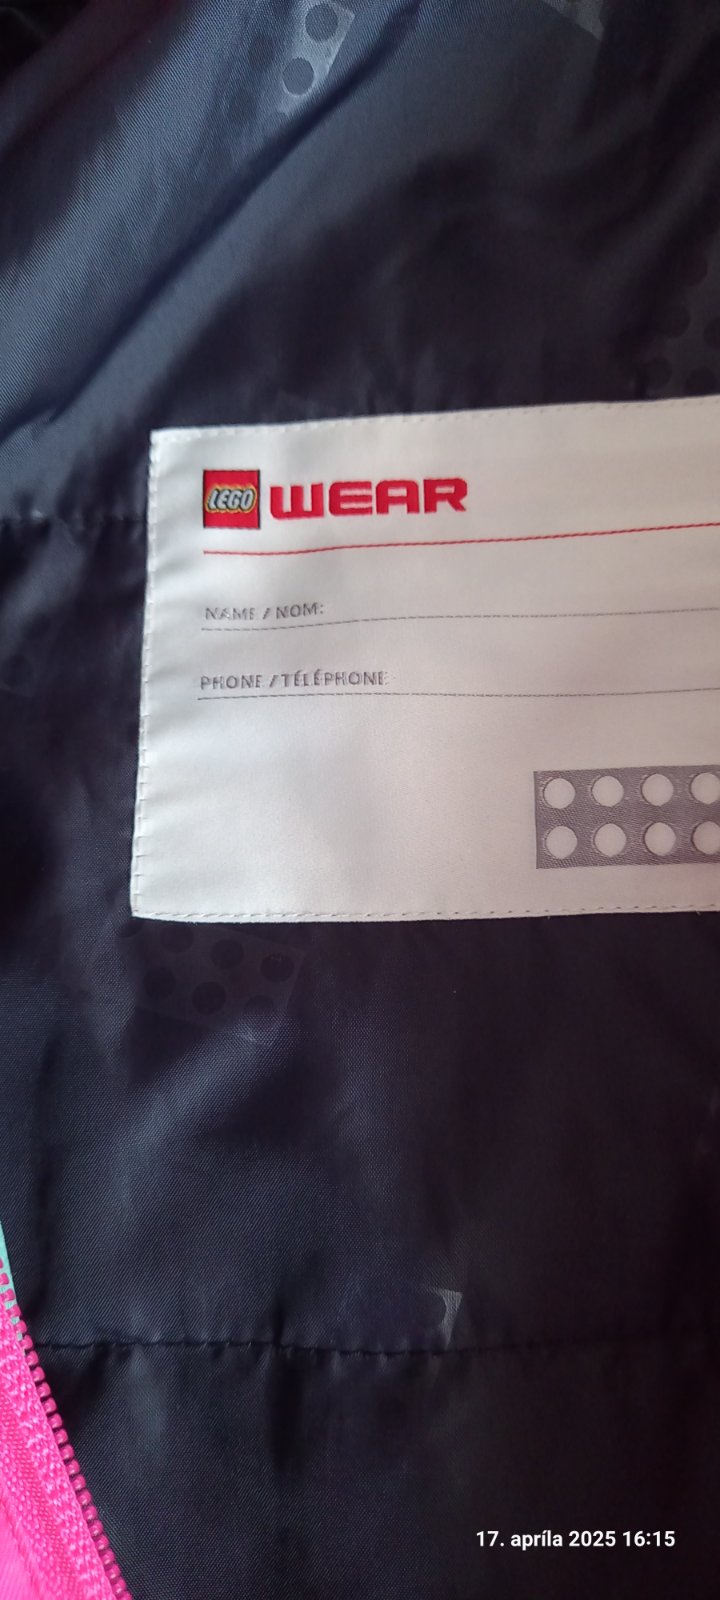 LEGO WEAR
NAME / NOM:
PHONE / TÉLÉPHONE:
17. apríla 2025 16:15